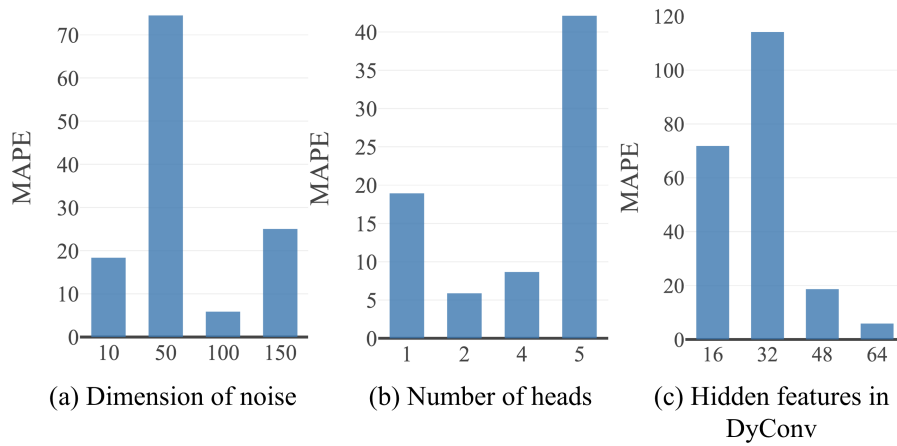 MAPE
70
60
50
40
30
20
10
0
10 50 100 150
(a) Dimension of noise
MAPE
40
35
30
25
20
15
10
5
0
1 2 4 5
(b) Number of heads
MAPE
120
100
80
60
40
20
0
16 32 48 64
(c) Hidden features in
DyConv